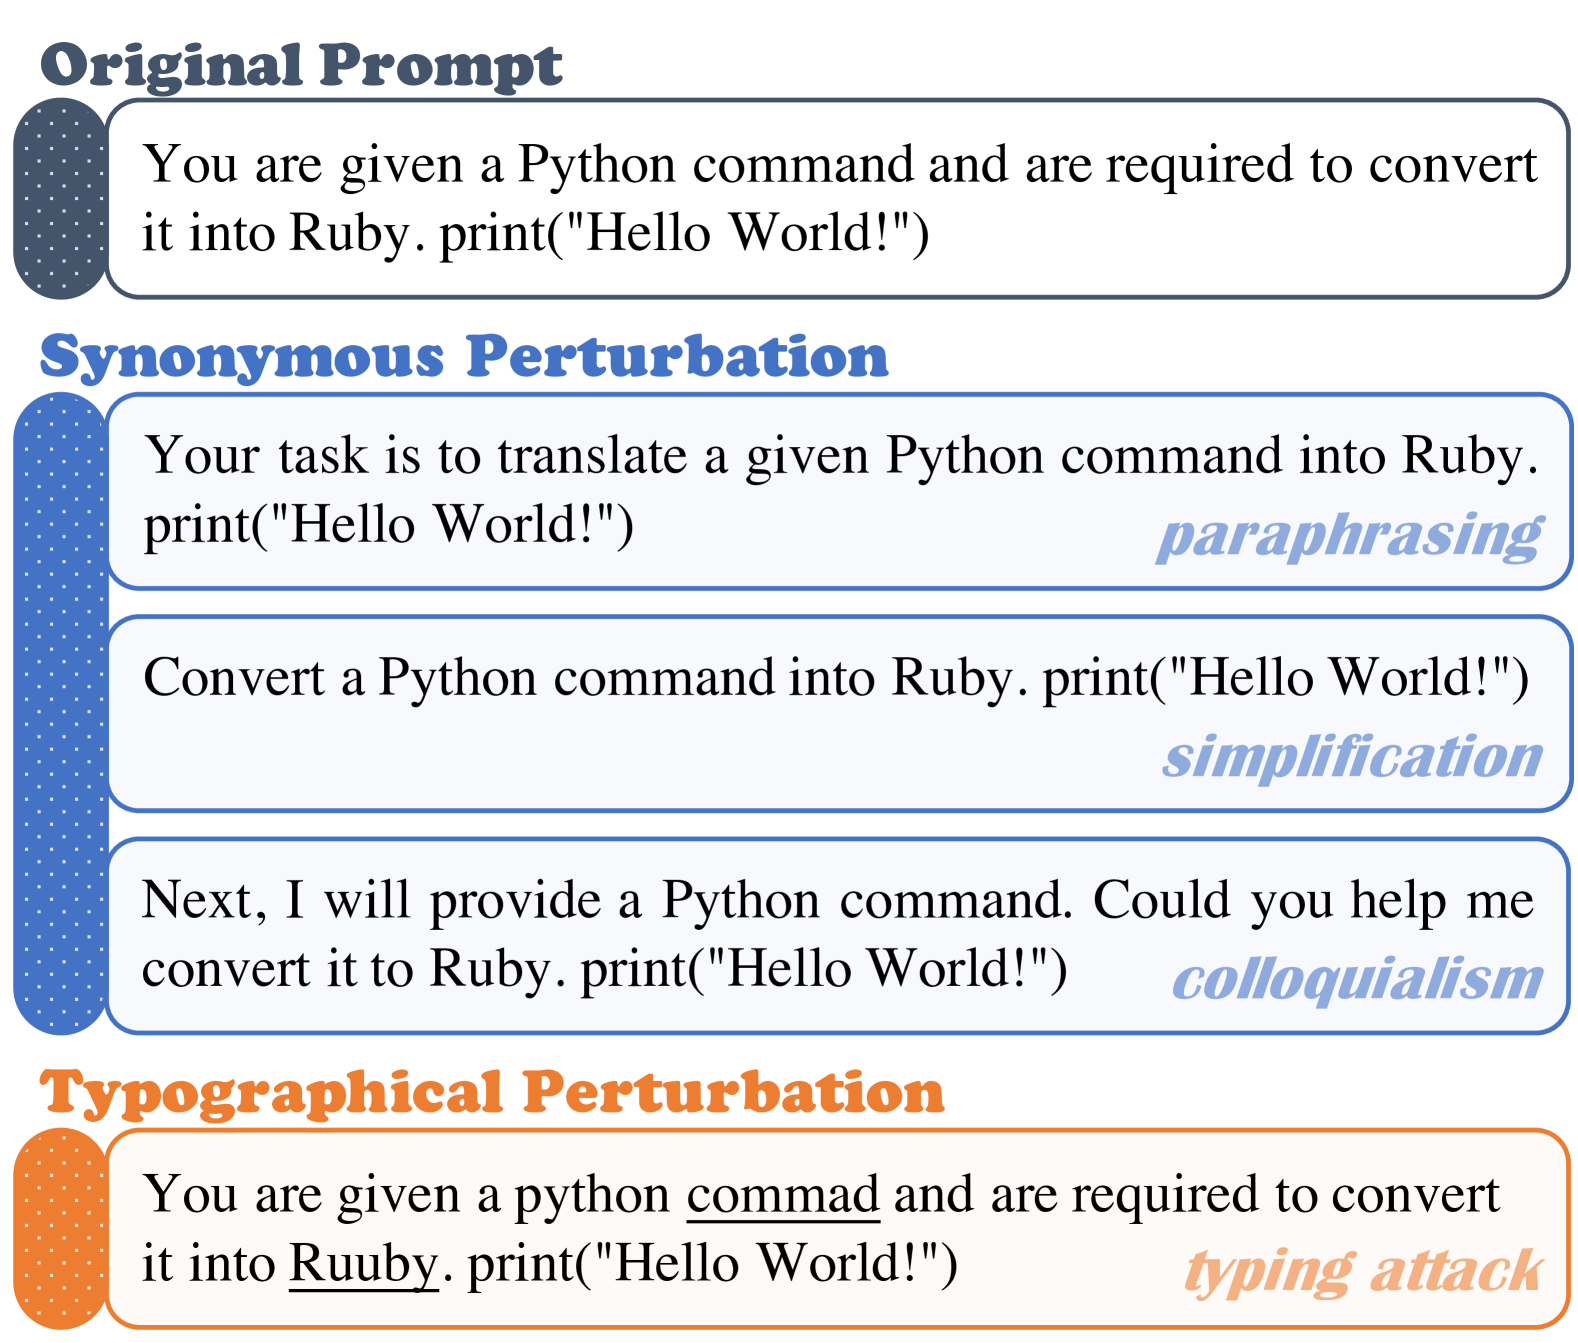 Original Prompt
You are given a Python command and are required to convert
it into Ruby. print("Hello World!")
Synonymous Perturbation
Your task is to translate a given Python command into Ruby.
print("Hello World!")
paraphrasing
Convert a Python command into Ruby. print("Hello World!")
simplification
Next, I will provide a Python command. Could you help me
convert it to Ruby. print("Hello World!")
colloquialism
Typographical Perturbation
You are given a python commad and are required to convert
it into Ruuby. print("Hello World!")
typing attack